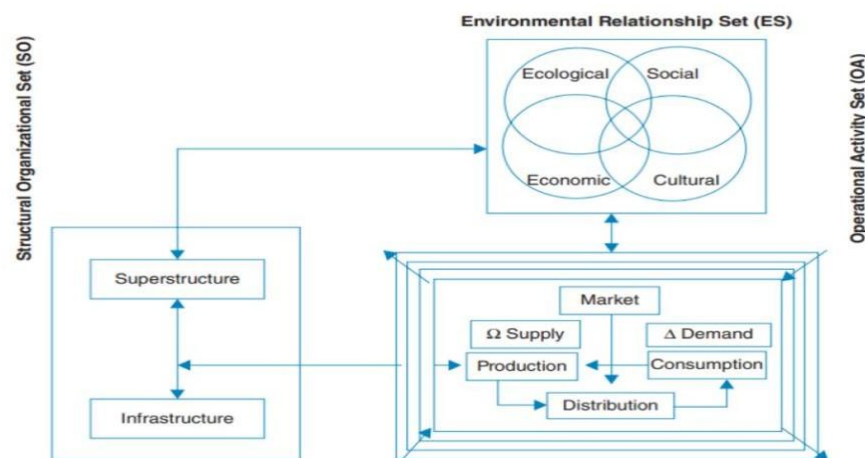 Environmental Relationship Set (ES)
Structural Organizational Set (SO)
Operational Activity Set (OA)
Ecological
Social
Economic
Cultural
Superstructure
Infrastructure
Market
Ω Supply
Δ Demand
Production
Consumption
Distribution